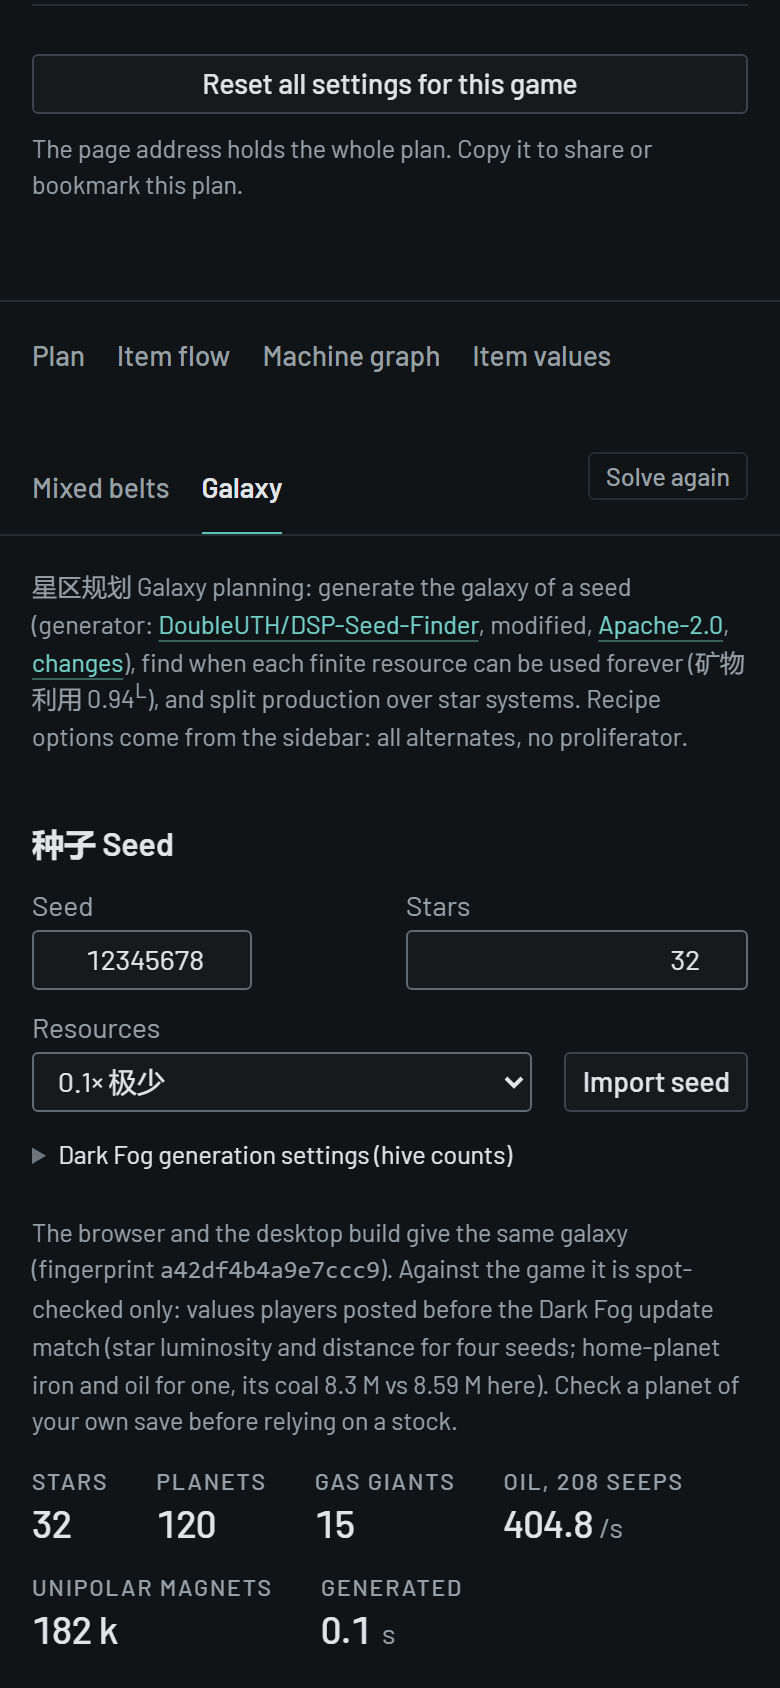 Reset all settings for this game
The page address holds the whole plan. Copy it to share or
bookmark this plan.
Plan Item flow Machine graph Item values
Mixed belts Galaxy Solve again
星区规划 Galaxy planning: generate the galaxy of a seed
(generator: DoubleUTH/DSP-Seed-Finder, modified, Apache-2.0,
changes), find when each finite resource can be used forever (矿物
利用 0.94ᴸ), and split production over star systems. Recipe
options come from the sidebar: all alternates, no proliferator.
种子 Seed
Seed Stars
12345678 32
Resources
0.1× 极少 Import seed
Dark Fog generation settings (hive counts)
The browser and the desktop build give the same galaxy
(fingerprint a42df4b4a9e7ccc9). Against the game it is spot-
checked only: values players posted before the Dark Fog update
match (star luminosity and distance for four seeds; home-planet
iron and oil for one, its coal 8.3 M vs 8.59 M here). Check a planet of
your own save before relying on a stock.
STARS PLANETS GAS GIANTS OIL, 208 SEEPS
32 120 15 404.8 /s
UNIPOLAR MAGNETS GENERATED
182 k 0.1 s